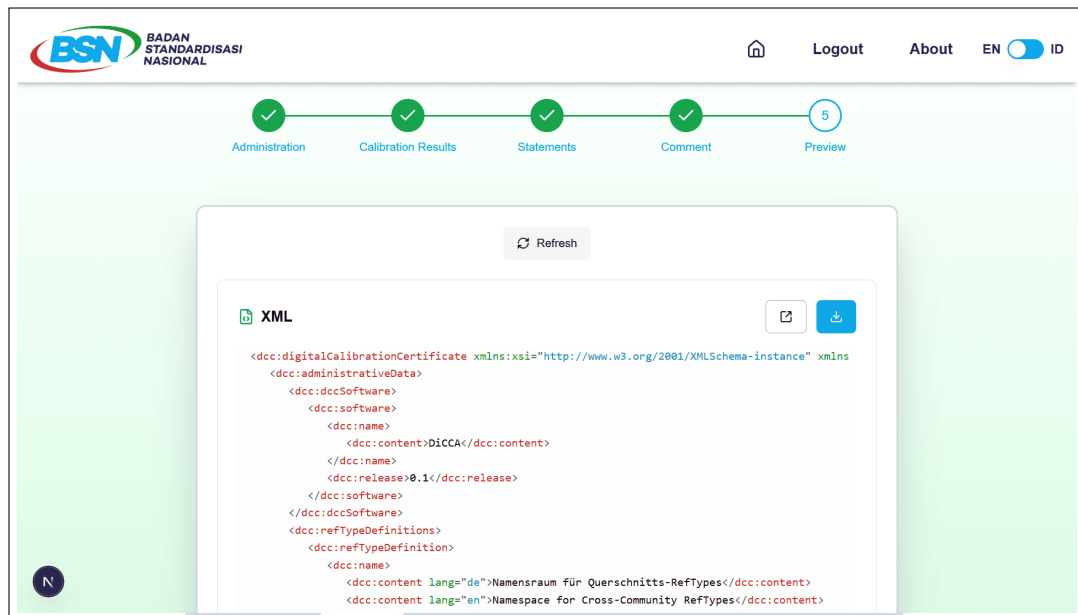 BSN
BADAN
STANDARDISASI
NASIONAL
Logout
About
EN
ID
5
Administration
Calibration Results
Statements
Comment
Preview
Refresh
XML
<dcc:digitalCalibrationCertificate xmlns:xsi="http://www.w3.org/2001/XMLSchema-instance" xmlns
<dcc:administrativeData>
<dcc:dccSoftware>
<dcc:software>
<dcc:name>
<dcc:content>DiCCA</dcc:content>
</dcc:name>
<dcc:release>0.1</dcc:release>
</dcc:software>
</dcc:dccSoftware>
<dcc:refTypeDefinitions>
<dcc:refTypeDefinition>
<dcc:name>
<dcc:content lang="de">Namensraum für Querschnitts-RefTypes</dcc:content>
<dcc:content lang="en">Namespace for Cross-Community RefTypes</dcc:content>
N